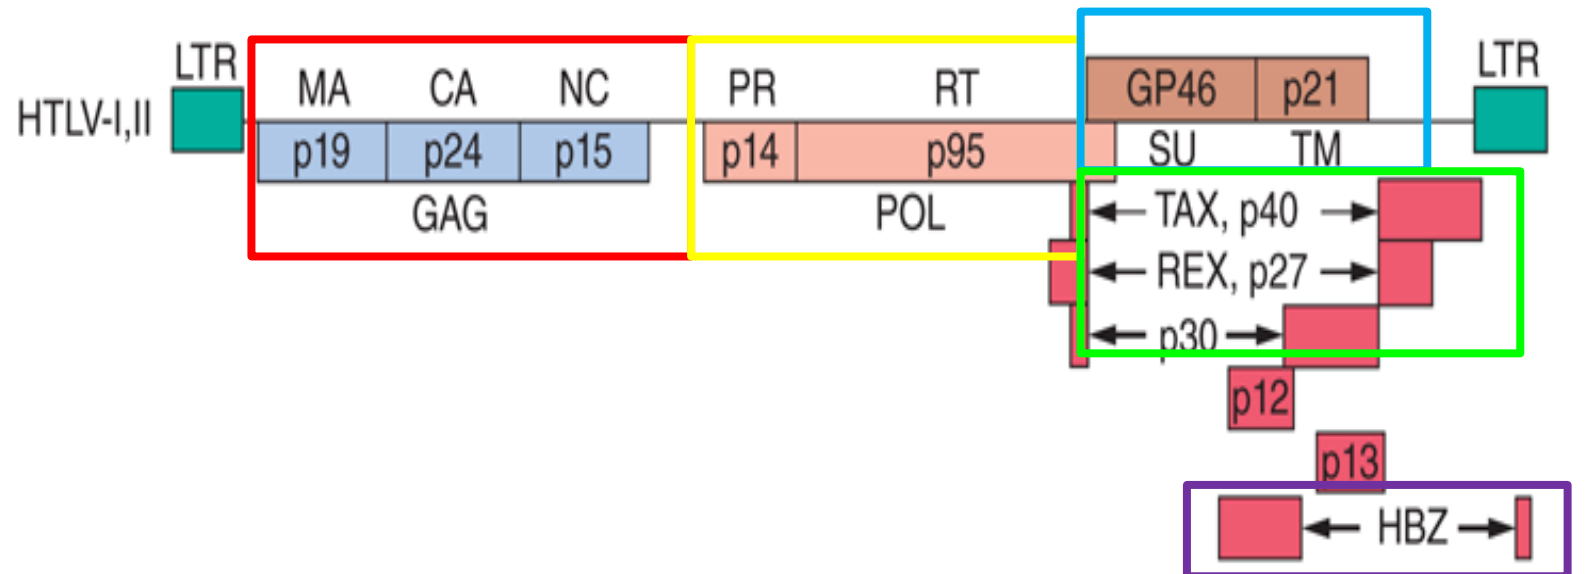 LTR
MA CA NC PR RT GP46 p21 LTR
HTLV-I,II
p19 p24 p15 p14 p95 SU TM
GAG POL TAX, p40
REX, p27
p30
p12
p13
HBZ